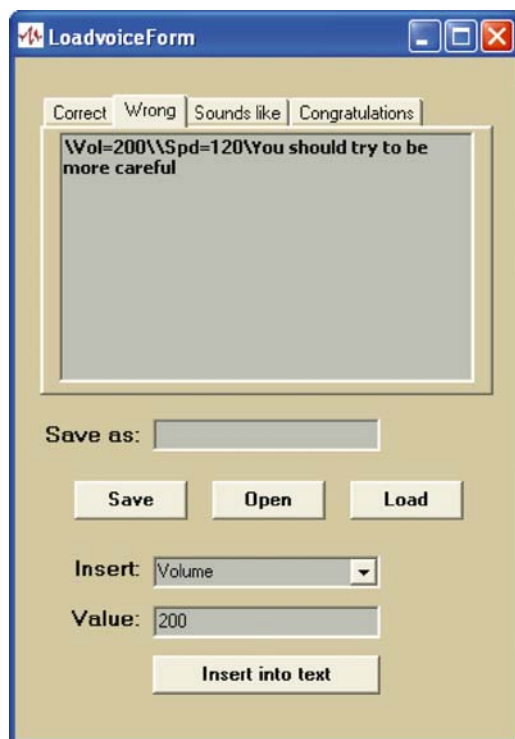 LoadvoiceForm
Correct Wrong Sounds like Congratulations
\Vol=200\\Spd=120\You should try to be
more careful
Save as:
Save Open Load
Insert: Volume
Value: 200
Insert into text